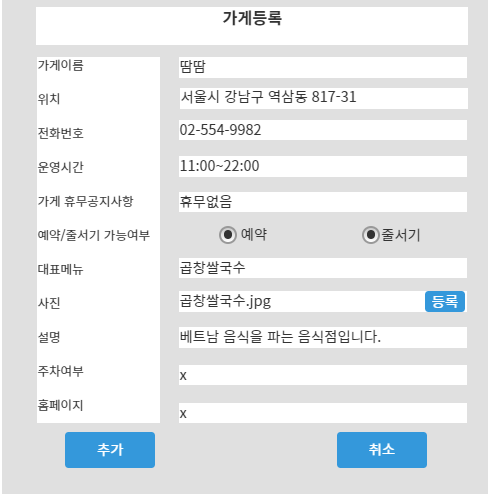 가게등록
가게이름 땀땀
위치 서울시 강남구 역삼동 817-31
전화번호 02-554-9982
운영시간 11:00~22:00
가게 휴무공지사항 휴무없음
예약/줄서기 가능여부 예약 줄서기
대표메뉴 곱창쌀국수
사진 곱창쌀국수.jpg 등록
설명 베트남 음식을 파는 음식점입니다.
주차여부 x
홈페이지 x
추가 취소